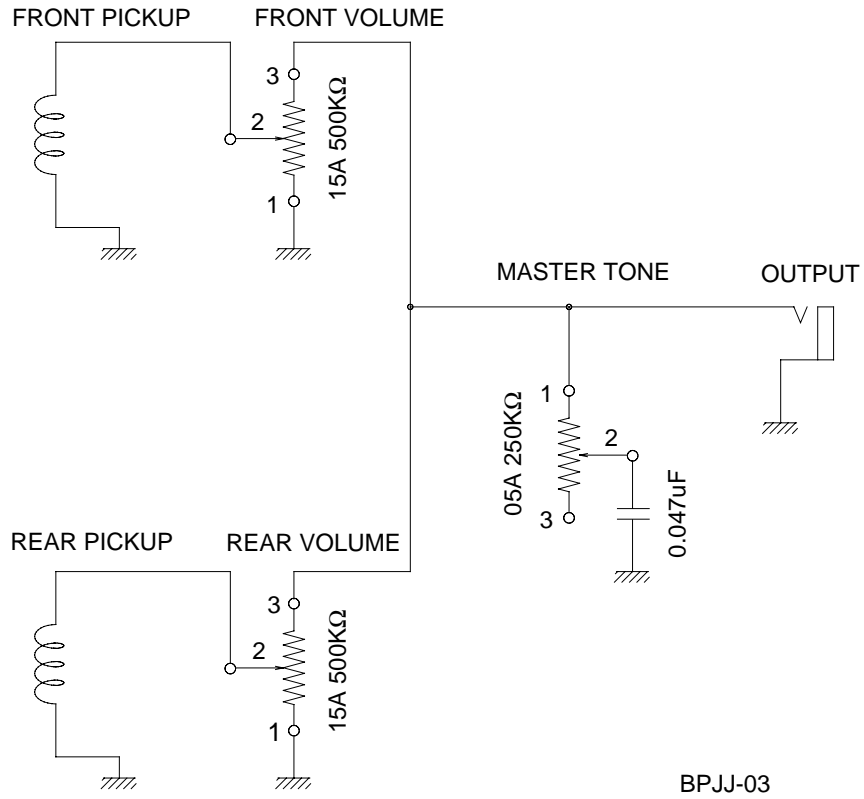 FRONT PICKUP
FRONT VOLUME
3
2
1
15A 500KΩ
MASTER TONE
OUTPUT
1
2
3
05A 250KΩ
0.047uF
REAR PICKUP
REAR VOLUME
3
2
1
15A 500KΩ
BPJJ-03